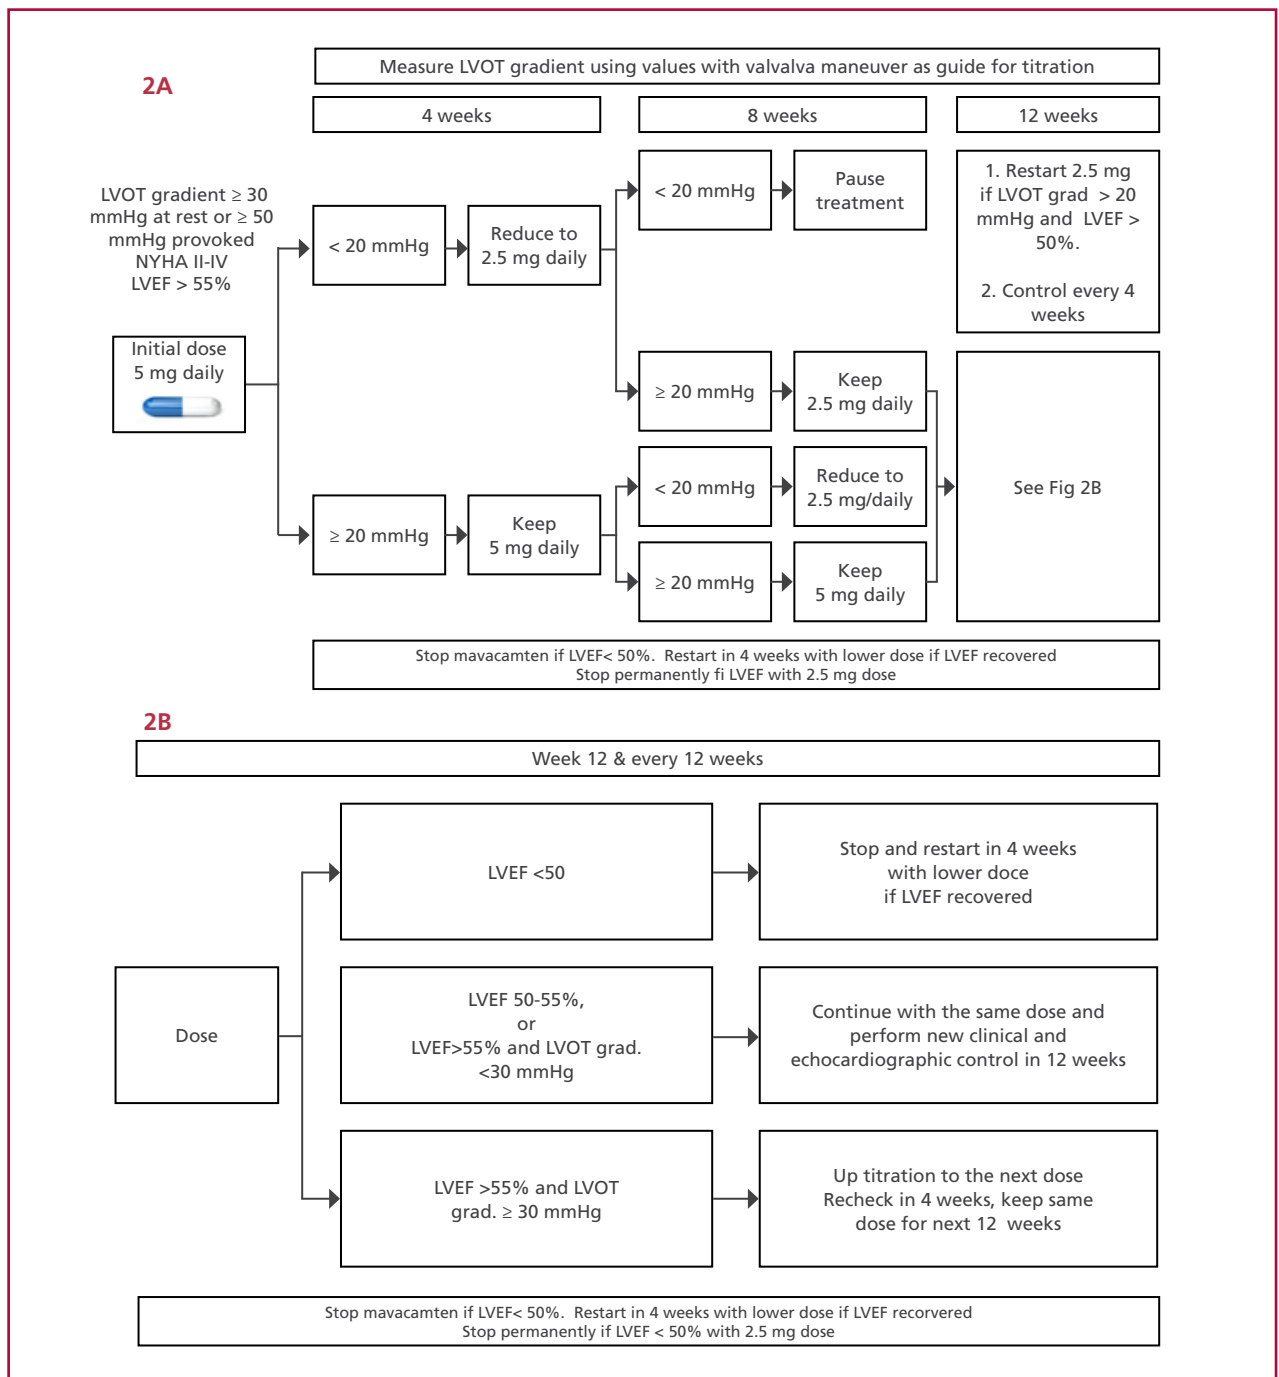 2A
Measure LVOT gradient using values with valvalva maneuver as guide for titration
4 weeks
8 weeks
12 weeks
LVOT gradient ≥ 30
mmHg at rest or ≥ 50
mmHg provoked
NYHA II-IV
LVEF > 55%
Initial dose
5 mg daily
< 20 mmHg
Reduce to
2.5 mg daily
< 20 mmHg
Pause
treatment
1. Restart 2.5 mg
if LVOT grad > 20
mmHg and LVEF >
50%.
2. Control every 4
weeks
≥ 20 mmHg
Keep
2.5 mg daily
≥ 20 mmHg
Keep
5 mg daily
< 20 mmHg
Reduce to
2.5 mg/daily
≥ 20 mmHg
Keep
5 mg daily
See Fig 2B
Stop mavacamten if LVEF< 50%. Restart in 4 weeks with lower dose if LVEF recovered
Stop permanently fi LVEF with 2.5 mg dose
2B
Week 12 & every 12 weeks
Dose
LVEF <50
Stop and restart in 4 weeks
with lower doce
if LVEF recovered
LVEF 50-55%,
or
LVEF>55% and LVOT grad.
<30 mmHg
Continue with the same dose and
perform new clinical and
echocardiographic control in 12 weeks
LVEF >55% and LVOT
grad. ≥ 30 mmHg
Up titration to the next dose
Recheck in 4 weeks, keep same
dose for next 12 weeks
Stop mavacamten if LVEF< 50%. Restart in 4 weeks with lower dose if LVEF recorvered
Stop permanently if LVEF < 50% with 2.5 mg dose